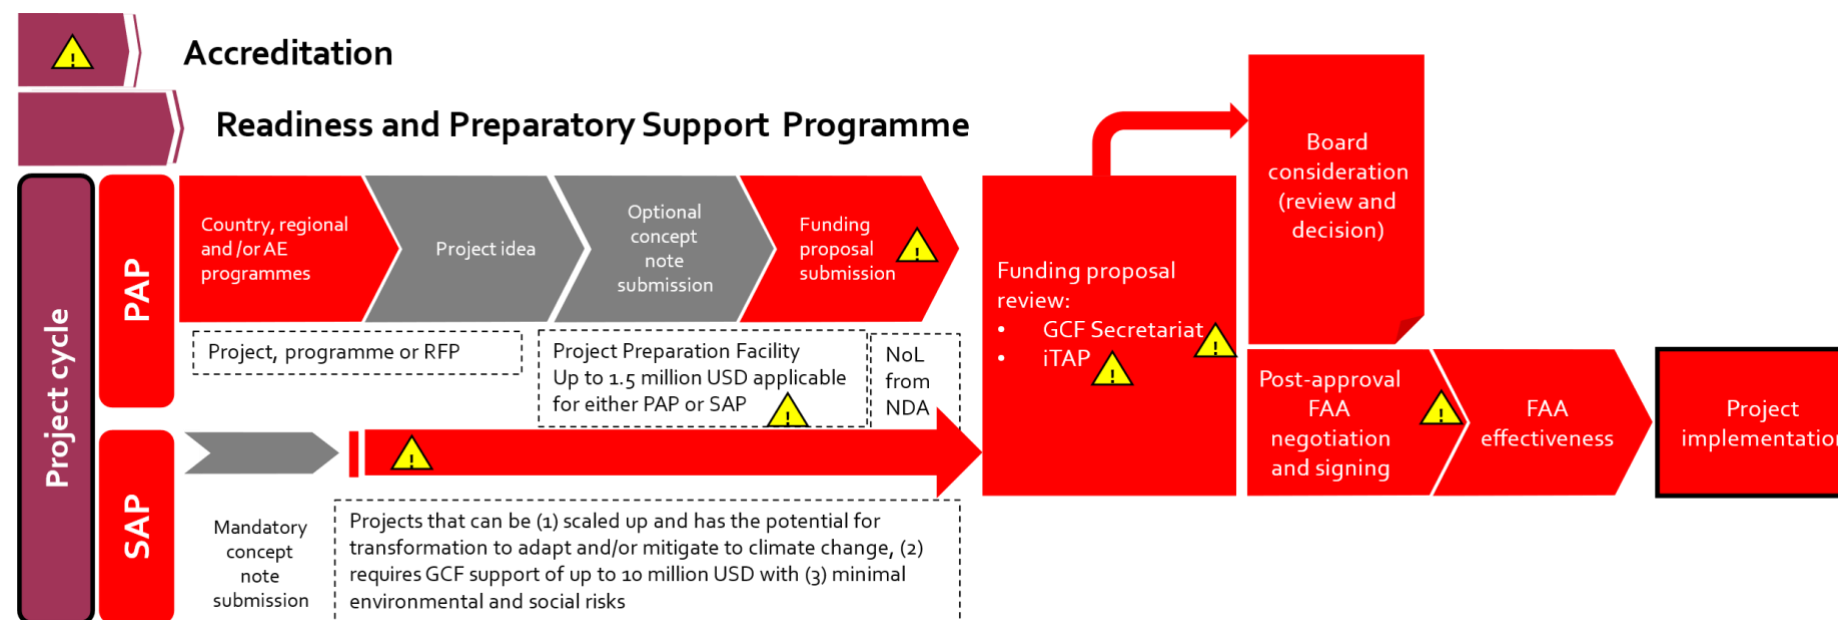 !
Accreditation
Readiness and Preparatory Support Programme
Project cycle
PAP
Country, regional
and /or AE
programmes
Project idea
Optional
concept
note
submission
Funding
proposal
submission
!
Project, programme or RFP
Project Preparation Facility
Up to 1.5 million USD applicable
for either PAP or SAP
!
NoL
from
NDA
SAP
Mandatory
concept
note
submission
!
Projects that can be (1) scaled up and has the potential for
transformation to adapt and/or mitigate to climate change, (2)
requires GCF support of up to 10 million USD with (3) minimal
environmental and social risks
Funding proposal
review:
• GCF Secretariat
!
• iTAP
!
Board
consideration
(review and
decision)
Post-approval
FAA
negotiation
and signing
!
FAA
effectiveness
Project
implementation